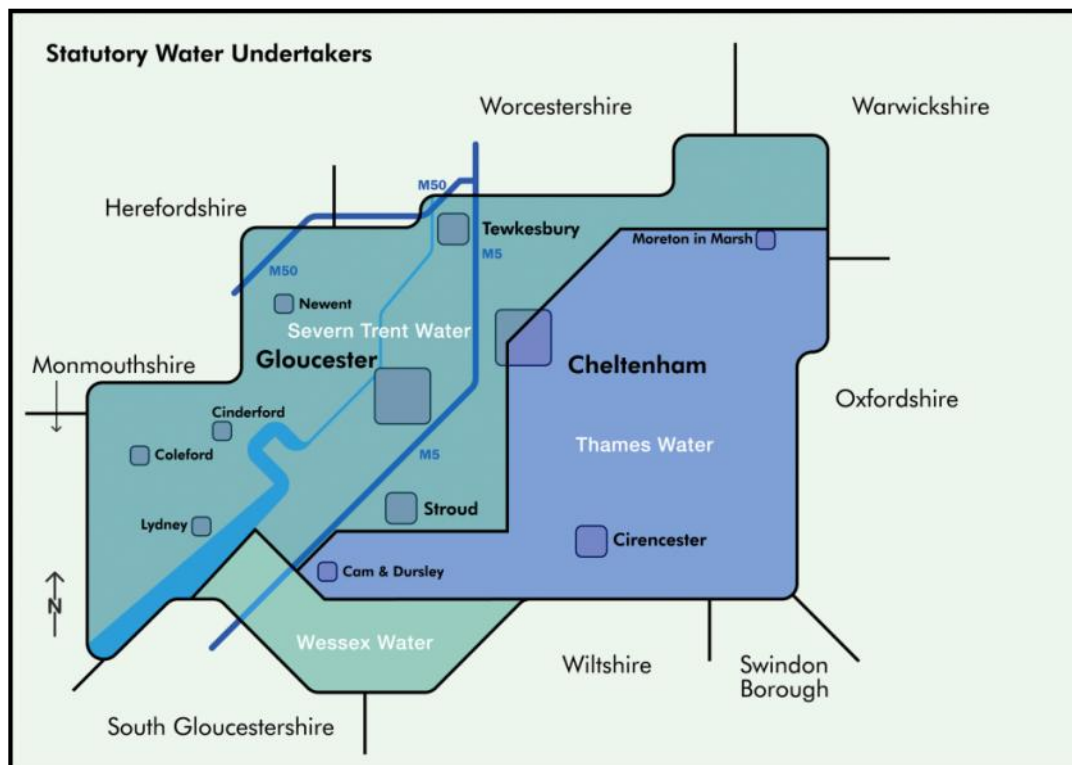 Statutory Water Undertakers
Worcestershire
Warwickshire
Herefordshire
M50
Tewkesbury
Moreton in Marsh
M5
M50
Newent
Severn Trent Water
Gloucester
Cheltenham
Monmouthshire
Oxfordshire
Cinderford
Thames Water
Coleford
M5
Stroud
Lydney
Cirencester
Cam & Dursley
N
Wessex Water
Wiltshire
Swindon
Borough
South Gloucestershire